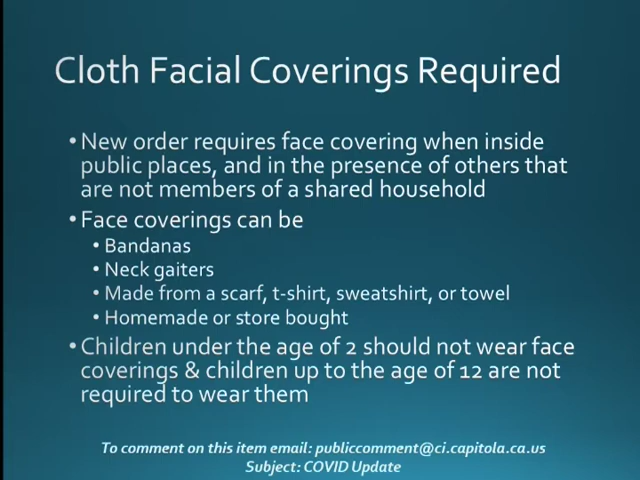 Cloth Facial Coverings Required
• New order requires face covering when inside
public places, and in the presence of others that
are not members of a shared household
• Face coverings can be
• Bandanas
• Neck gaiters
• Made from a scarf, t-shirt, sweatshirt, or towel
• Homemade or store bought
• Children under the age of 2 should not wear face
coverings & children up to the age of 12 are not
required to wear them
To comment on this item email: publiccomment@ci.capitola.ca.us
Subject: COVID Update